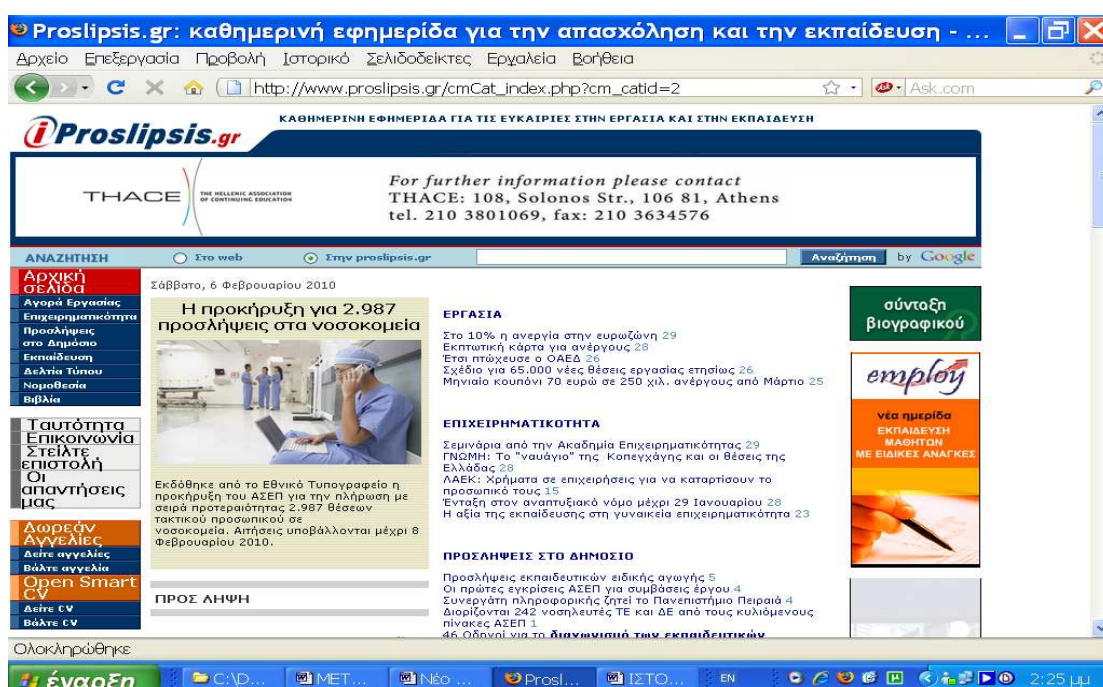 Proslipsis.gr: καθημερινή εφημερίδα για την απασχόληση και την εκπαίδευση - ...
Αρχείο Επεξεργασία Προβολή Ιστορικό Σελιδοδείκτες Εργαλεία Βοήθεια
http://www.proslipsis.gr/cmCat_index.php?cm_catid=2
Ask.com
ΚΑΘΗΜΕΡΙΝΗ ΕΦΗΜΕΡΙΔΑ ΓΙΑ ΤΙΣ ΕΥΚΑΙΡΙΕΣ ΣΤΗΝ ΕΡΓΑΣΙΑ ΚΑΙ ΣΤΗΝ ΕΚΠΑΙΔΕΥΣΗ
Proslipsis.gr
THACE
THE HELLENIC ASSOCIATION
OF CONTINUING EDUCATION
For further information please contact
THACE: 108, Solonos Str., 106 81, Athens
tel. 210 3801069, fax: 210 3634576
ΑΝΑΖΗΤΗΣΗ Στο web Στην proslipsis.gr Αναζήτηση by Google
Αρχική
σελίδα
Αγορά Εργασίας
Επιχειρηματικότητα
Προσλήψεις
στο Δημόσιο
Εκπαίδευση
Δελτία Τύπου
Νομοθεσία
Βιβλία
Ταυτότητα
Επικοινωνία
Στείλτε
επιστολή
Οι
απαντήσεις
μας
Δωρεάν
Αγγελίες
Δείτε αγγελίες
Βάλτε αγγελία
Open Smart
CV
Δείτε CV
Βάλτε CV
Σάββατο, 6 Φεβρουαρίου 2010
Η προκήρυξη για 2.987
προσλήψεις στα νοσοκομεία
Εκδόθηκε από το Εθνικό Τυπογραφείο η
προκήρυξη του ΑΣΕΠ για την πλήρωση με
σειρά προτεραιότητας 2.987 θέσεων
τακτικού προσωπικού σε
νοσοκομεία. Αιτήσεις υποβάλλονται μέχρι 8
Φεβρουαρίου 2010.
ΠΡΟΣ ΛΗΨΗ
ΕΡΓΑΣΙΑ
Στο 10% η ανεργία στην ευρωζώνη 29
Εκπτωτική κάρτα για ανέργους 28
Έτσι πτώχευσε ο ΟΑΕΔ 26
Σχέδιο για 65.000 νέες θέσεις εργασίας ετησίως 26
Μηνιαίο κουπόνι 70 ευρώ σε 250 χιλ. ανέργους από Μάρτιο 25
ΕΠΙΧΕΙΡΗΜΑΤΙΚΟΤΗΤΑ
Σεμινάρια από την Ακαδημία Επιχειρηματικότητας 29
ΓΝΩΜΗ: Το "ναυάγιο" της Κοπεγχάγης και οι θέσεις της
Ελλάδας 28
ΛΑΕΚ: Χρήματα σε επιχειρήσεις για να καταρτίσουν το
προσωπικό τους 15
Ένταξη στον αναπτυξιακό νόμο μέχρι 29 Ιανουαρίου 28
Η αξία της εκπαίδευσης στη γυναικεία επιχειρηματικότητα 23
ΠΡΟΣΛΗΨΕΙΣ ΣΤΟ ΔΗΜΟΣΙΟ
Προσλήψεις εκπαιδευτικών ειδικής αγωγής 5
Οι πρώτες εγκρίσεις ΑΣΕΠ για συμβάσεις έργου 4
Συνεργάτη πληροφορικής ζητεί το Πανεπιστήμιο Πειραιά 4
Διορίζονται 242 νοσηλευτές ΤΕ και ΔΕ από τους κυλιόμενους
πίνακες ΑΣΕΠ 1
46 Οδηγοί για το διαγωνισμό των εκπαιδευτικών
σύνταξη
βιογραφικού
employ
νέα ημερίδα
ΕΚΠΑΙΔΕΥΣΗ
ΜΑΘΗΤΩΝ
ΜΕ ΕΙΔΙΚΕΣ ΑΝΑΓΚΕΣ
Ολοκληρώθηκε
έναρξη C:\D... ΜΕΤ... Νέο ... Prosl... ΙΣΤΟ... EN 2:25 μμ